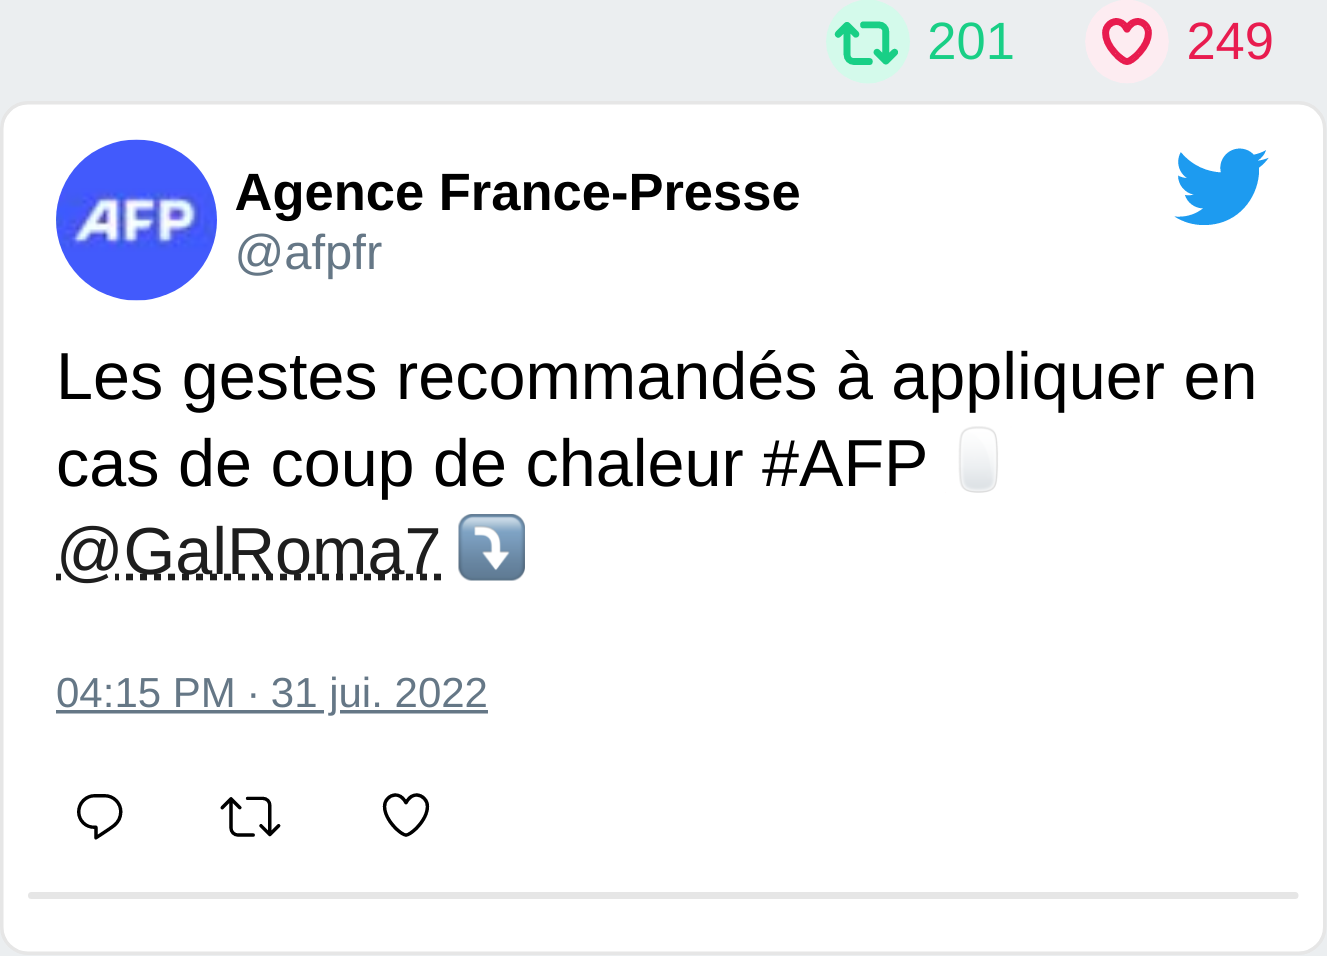 201 249
AFP
Agence France-Presse
@afpfr
Les gestes recommandés à appliquer en
cas de coup de chaleur #AFP
@GalRoma7 ⤵️
04:15 PM · 31 jui. 2022